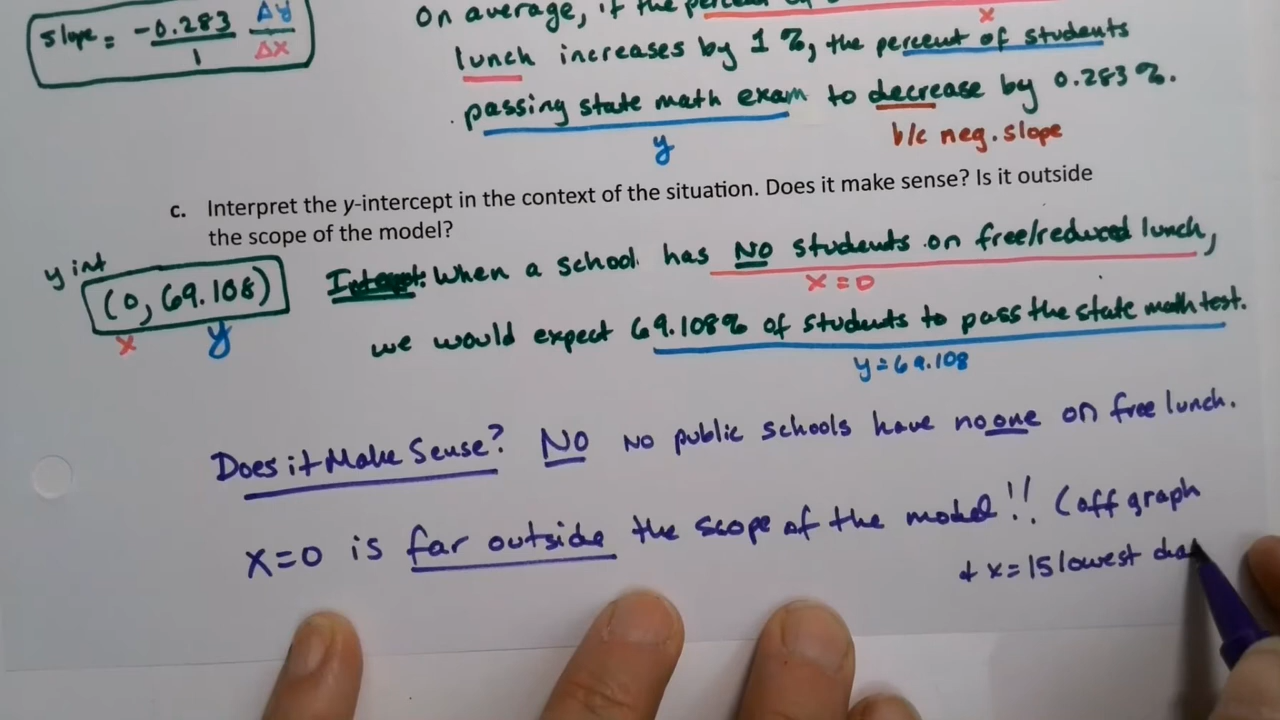 slope = -0.283 Δy
1 Δx
On average, if the percent
x
lunch increases by 1%, the percent of students
passing state math exam to decrease by 0.283%.
y
b/c neg. slope
c. Interpret the y-intercept in the context of the situation. Does it make sense? Is it outside
the scope of the model?
y int
(0, 69.108)
x y
When a school has NO students on free/reduced lunch,
x=0
we would expect 69.108% of students to pass the state math test.
y=69.108
Does it Make Sense? NO No public schools have no one on free lunch.
x=0 is far outside the scope of the model!! (off graph
+ x=15 lowest